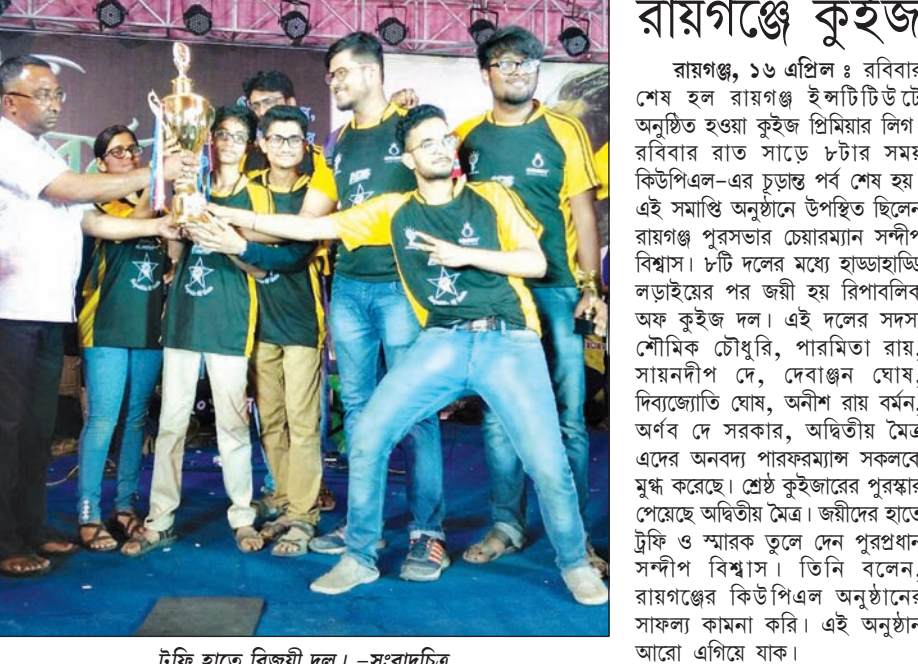 রায়গঞ্জে কুইজ
রায়গঞ্জ, ১৬ এপ্রিল ঃ রবিবার
শেষ হল রায়গঞ্জ ইন্সটিটিউটে
অনুষ্ঠিত হওয়া কুইজ প্রিমিয়ার লিগ
রবিবার রাত সাড়ে ৮টার সময়
কিউপিএল-এর চূড়ান্ত পর্ব শেষ হয়
এই সমাপ্তি অনুষ্ঠানে উপস্থিত ছিলেন
রায়গঞ্জ পুরসভার চেয়ারম্যান সন্দীপ
বিশ্বাস। ৮টি দলের মধ্যে হাড্ডাহাড্ডি
লড়াইয়ের পর জয়ী হয় রিপাবলিক
অফ কুইজ দল। এই দলের সদস্য
শৌমিক চৌধুরি, পারমিতা রায়,
সায়নদীপ দে, দেবাঞ্জন ঘোষ,
দিব্যজ্যোতি ঘোষ, অনীশ রায় বর্মন,
অর্ণব দে সরকার, অদ্বিতীয় মৈত্র
এদের অনবদ্য পারফরম্যান্স সকলকে
মুগ্ধ করেছে। শ্রেষ্ঠ কুইজারের পুরস্কার
পেয়েছে অদ্বিতীয় মৈত্র। জয়ীদের হাতে
ট্রফি ও স্মারক তুলে দেন পুরপ্রধান
সন্দীপ বিশ্বাস। তিনি বলেন,
রায়গঞ্জের কিউপিএল অনুষ্ঠানের
সাফল্য কামনা করি। এই অনুষ্ঠান
আরো এগিয়ে যাক।
ট্রফি হাতে বিজয়ী দল। -সংবাদচিত্র